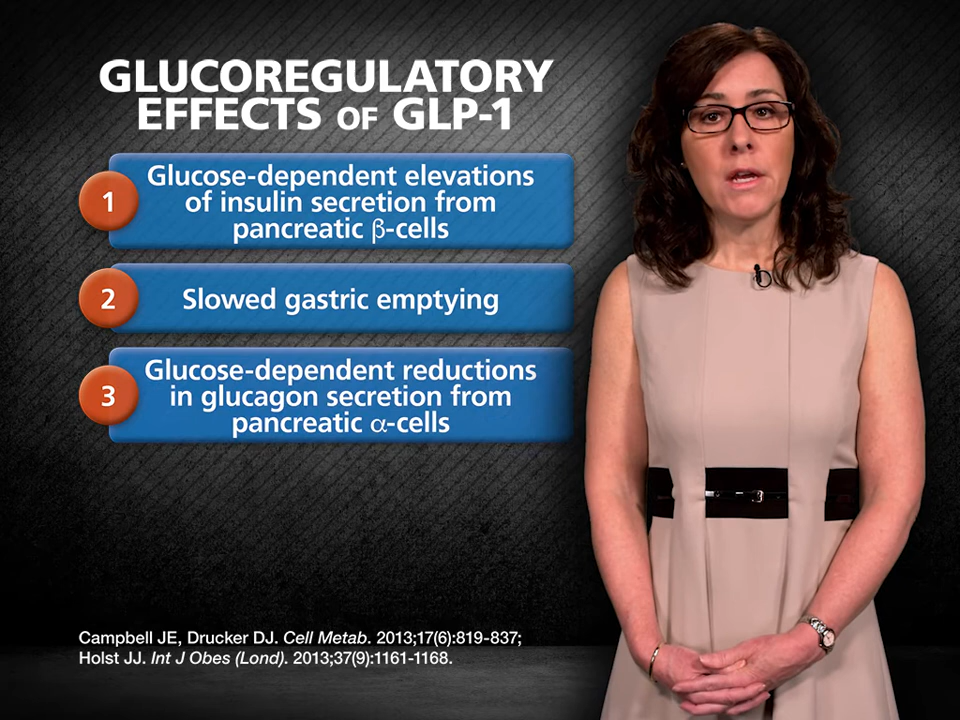 GLUCOREGULATORY
EFFECTS OF GLP-1
1
Glucose-dependent elevations
of insulin secretion from
pancreatic β-cells
2
Slowed gastric emptying
3
Glucose-dependent reductions
in glucagon secretion from
pancreatic α-cells
Campbell JE, Drucker DJ. Cell Metab. 2013;17(6):819-837;
Holst JJ. Int J Obes (Lond). 2013;37(9):1161-1168.